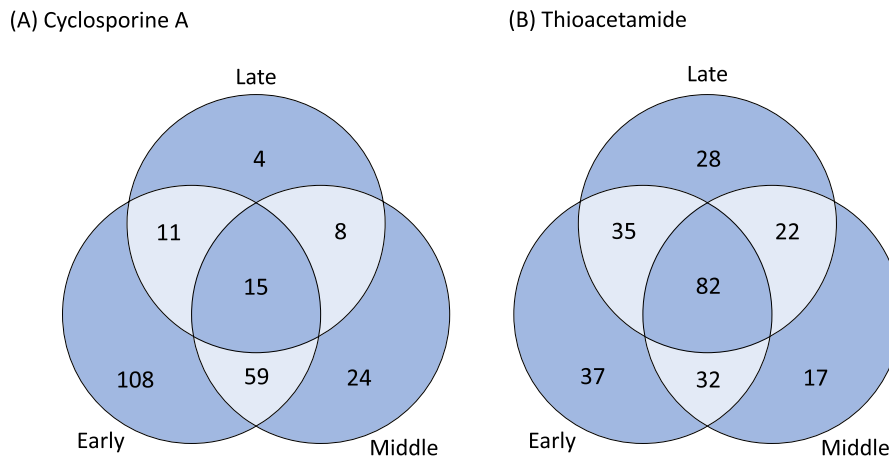 (A) Cyclosporine A
(B) Thioacetamide
Late
4
11
8
15
108
59
24
Early
Middle
Late
28
35
22
82
37
32
17
Early
Middle